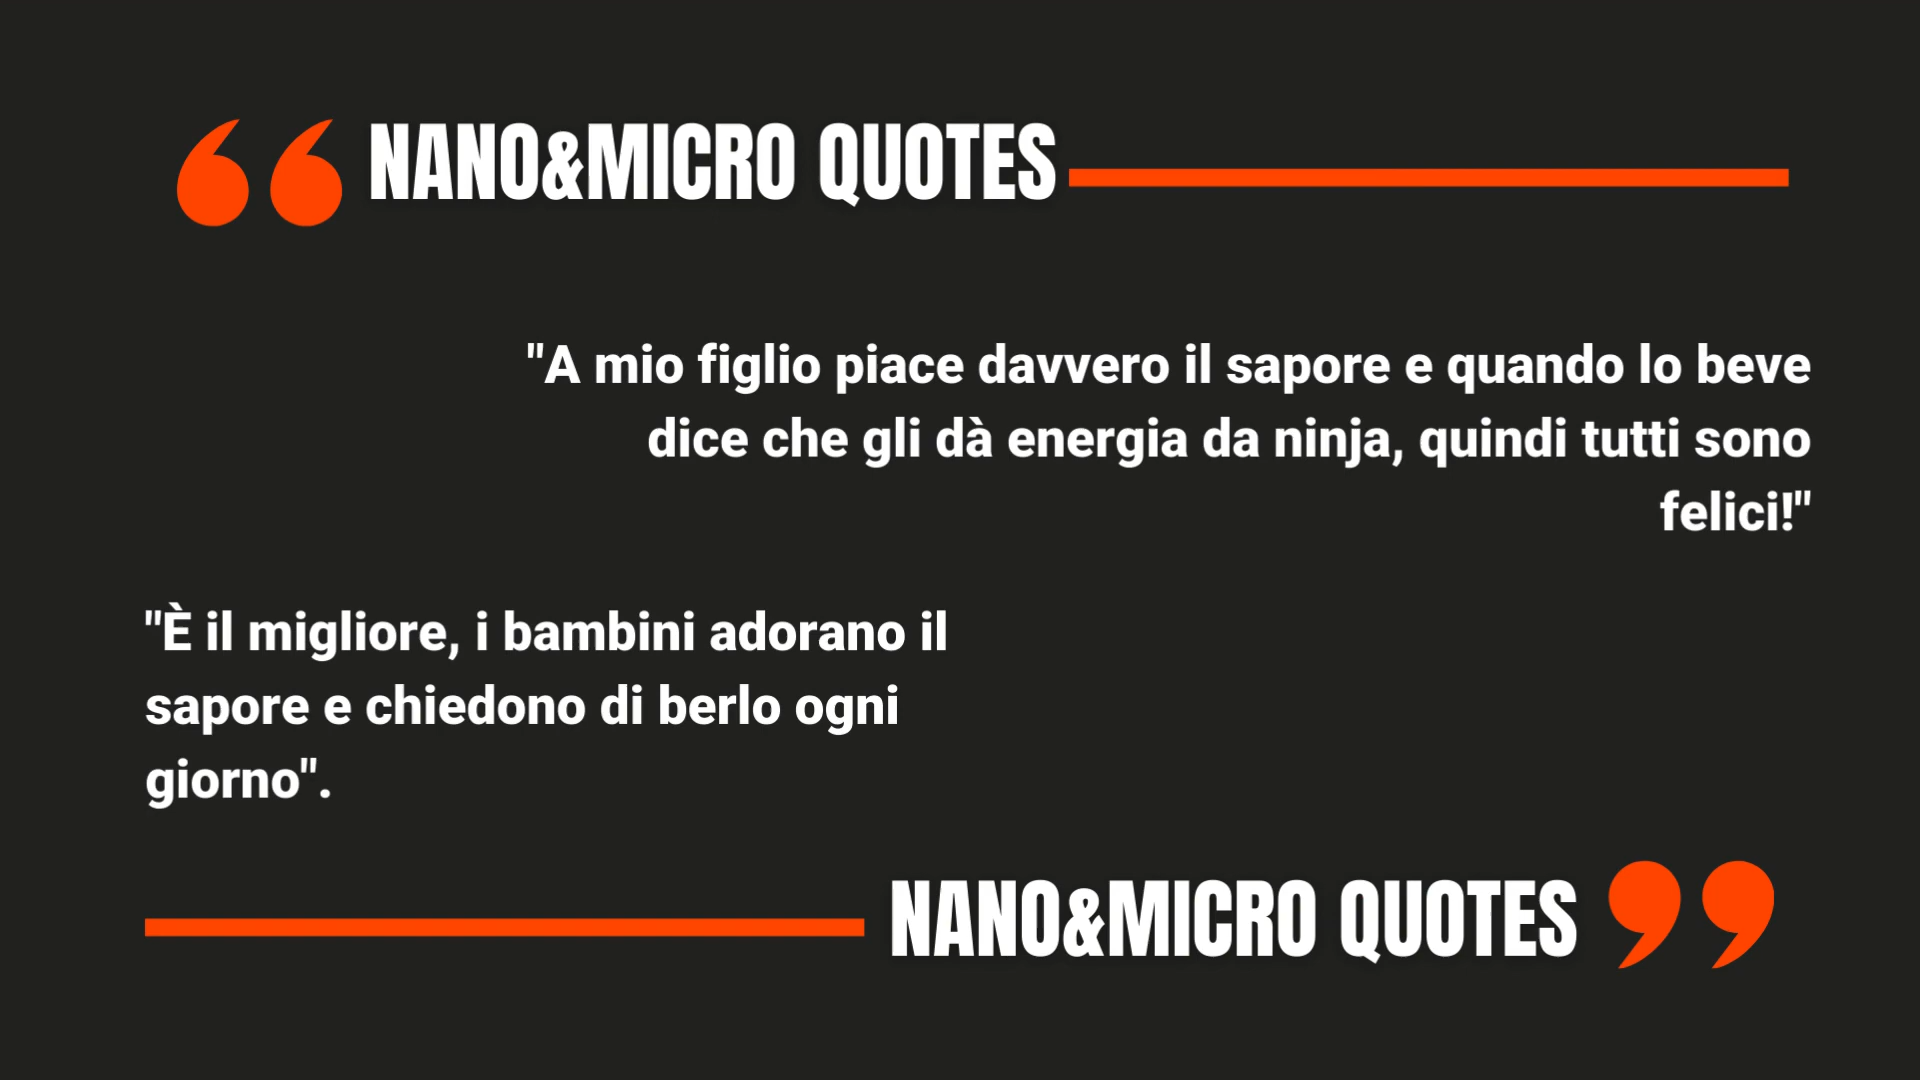 NANO&MICRO QUOTES
"A mio figlio piace davvero il sapore e quando lo beve
dice che gli dà energia da ninja, quindi tutti sono
felici!"
"È il migliore, i bambini adorano il
sapore e chiedono di berlo ogni
giorno".
NANO&MICRO QUOTES